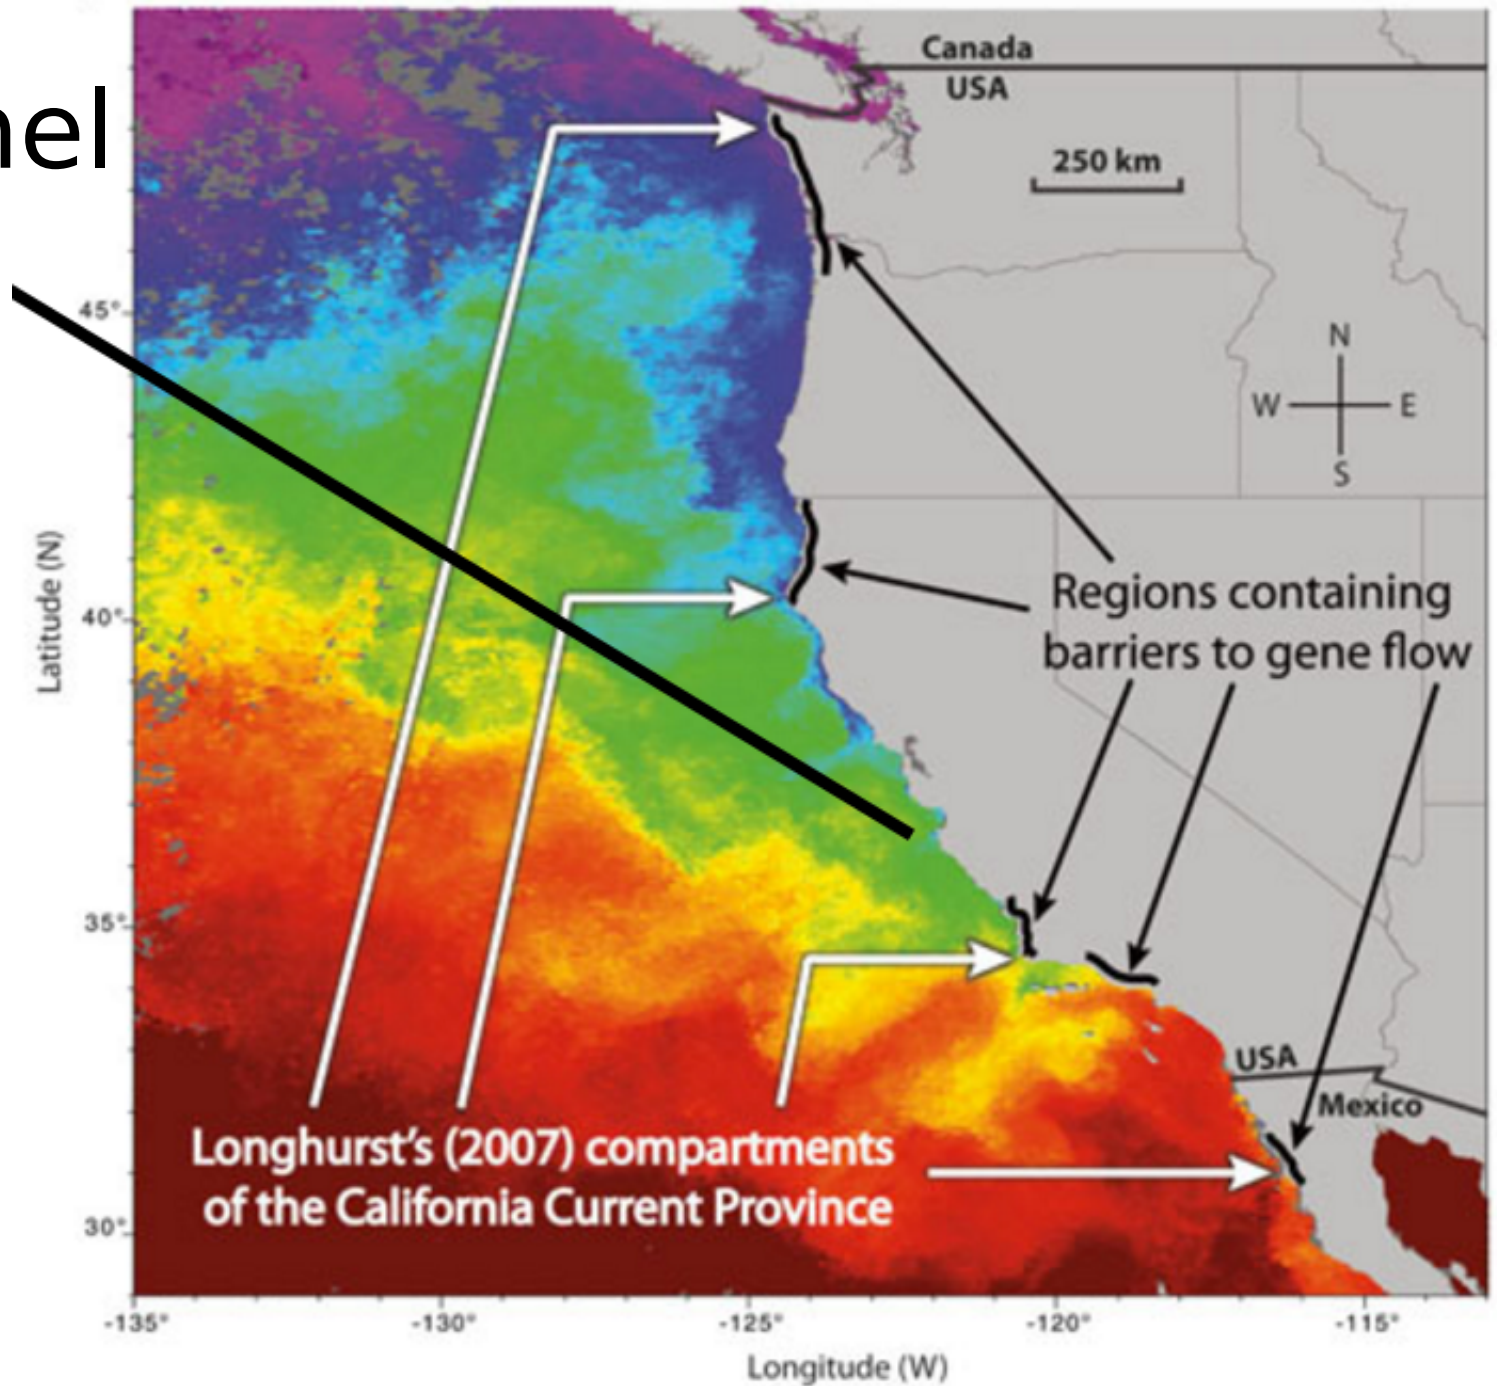 nel
Canada
USA
250 km
45°
N
W E
S
40°
Latitude (N)
Regions containing
barriers to gene flow
35°
USA
Mexico
Longhurst's (2007) compartments
of the California Current Province
30°
-135° -130° -125° -120° -115°
Longitude (W)